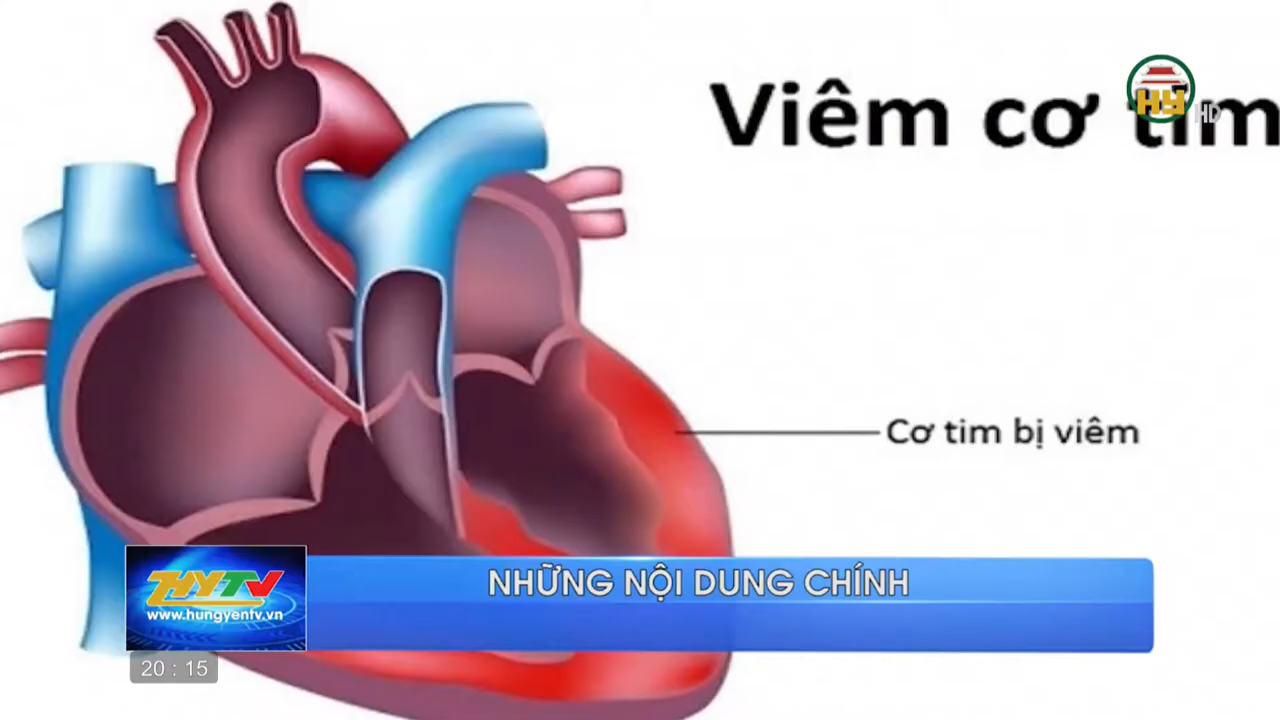 Viêm cơ tim
HY HD
Cơ tim bị viêm
NHỮNG NỘI DUNG CHÍNH
HYTV
www.hungyentv.vn
20 : 15